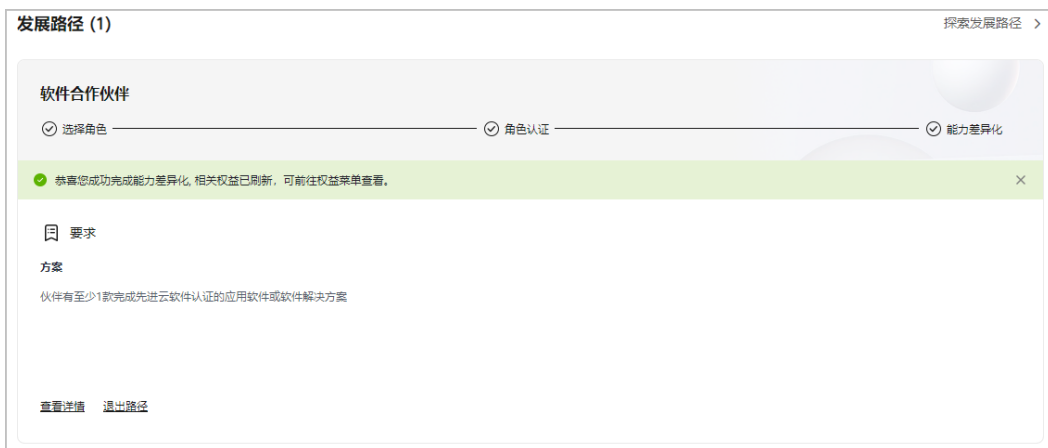 发展路径 (1)
探索发展路径
软件合作伙伴
选择角色
角色认证
能力差异化
恭喜您成功完成能力差异化, 相关权益已刷新，可前往权益菜单查看。
要求
方案
伙伴有至少1款完成先进云软件认证的应用软件或软件解决方案
查看详情 退出路径